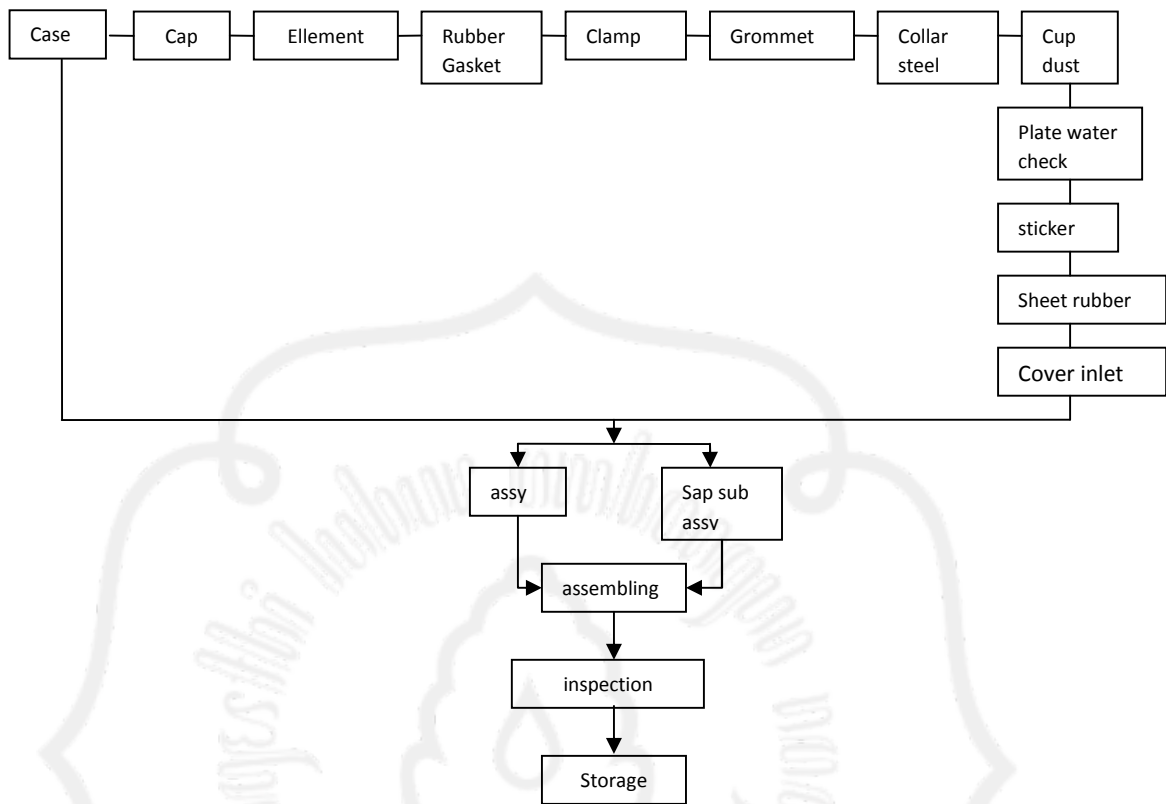 Case
Cap
Ellement
Rubber
Gasket
Clamp
Grommet
Collar
steel
Cup
dust
Plate water
check
sticker
Sheet rubber
Cover inlet
assy
Sap sub
assv
assembling
inspection
Storage